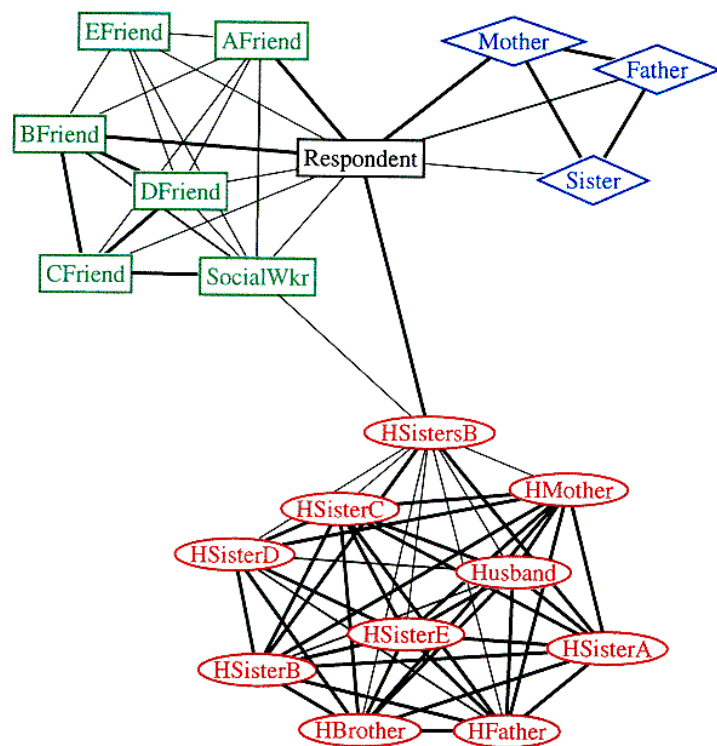 EFriend
AFriend
Mother
Father
BFriend
Respondent
DFriend
Sister
CFriend
SocialWkr
HSistersB
HMother
HSisterC
HSisterD
Husband
HSisterE
HSisterA
HSisterB
HBrother
HFather